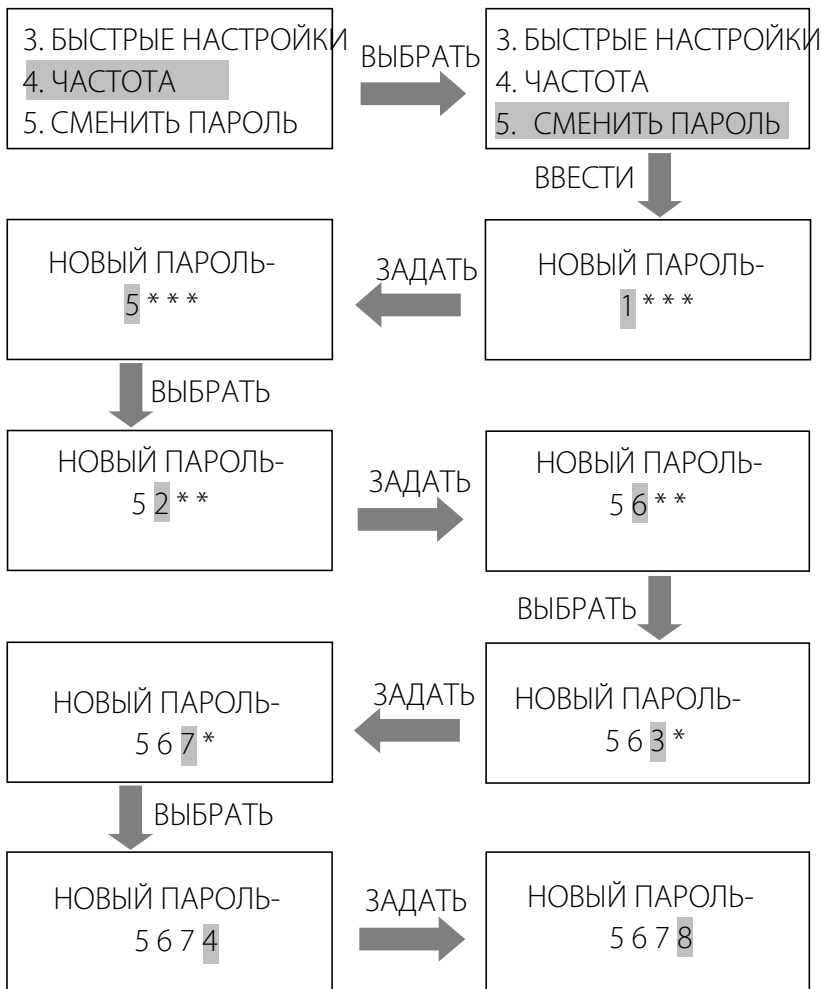 3. БЫСТРЫЕ НАСТРОЙКИ
4. ЧАСТОТА
5. СМЕНИТЬ ПАРОЛЬ
ВЫБРАТЬ
3. БЫСТРЫЕ НАСТРОЙКИ
4. ЧАСТОТА
5. СМЕНИТЬ ПАРОЛЬ
ВВЕСТИ
НОВЫЙ ПАРОЛЬ-
1 * * *
ЗАДАТЬ
НОВЫЙ ПАРОЛЬ-
5 * * *
ВЫБРАТЬ
НОВЫЙ ПАРОЛЬ-
5 2 * *
ЗАДАТЬ
НОВЫЙ ПАРОЛЬ-
5 6 * *
ВЫБРАТЬ
НОВЫЙ ПАРОЛЬ-
5 6 3 *
ЗАДАТЬ
НОВЫЙ ПАРОЛЬ-
5 6 7 *
ВЫБРАТЬ
НОВЫЙ ПАРОЛЬ-
5 6 7 4
ЗАДАТЬ
НОВЫЙ ПАРОЛЬ-
5 6 7 8